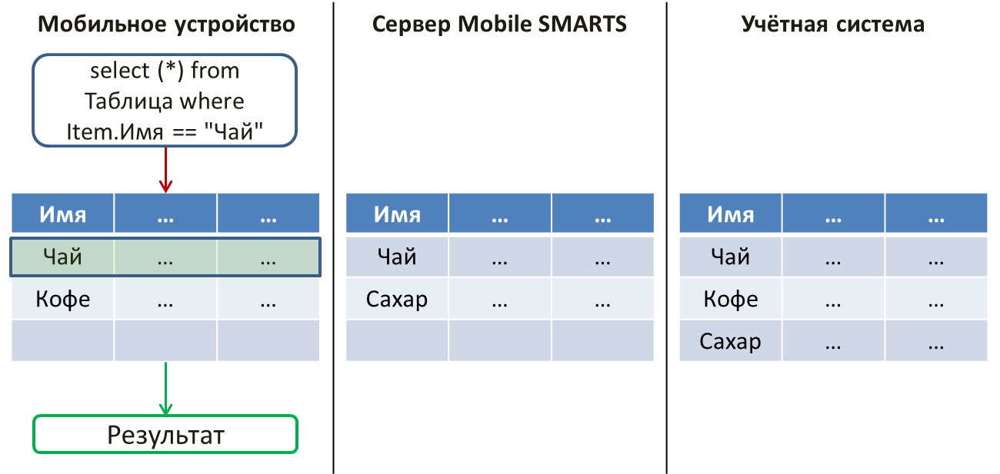 Мобильное устройство
Сервер Mobile SMARTS
Учётная система
select (*) from
Таблица where
Item.Имя == "Чай"
Имя ... ...
Чай ... ...
Кофе ... ...
Имя ... ...
Чай ... ...
Сахар ... ...
Имя ... ...
Чай ... ...
Кофе ... ...
Сахар ... ...
Результат